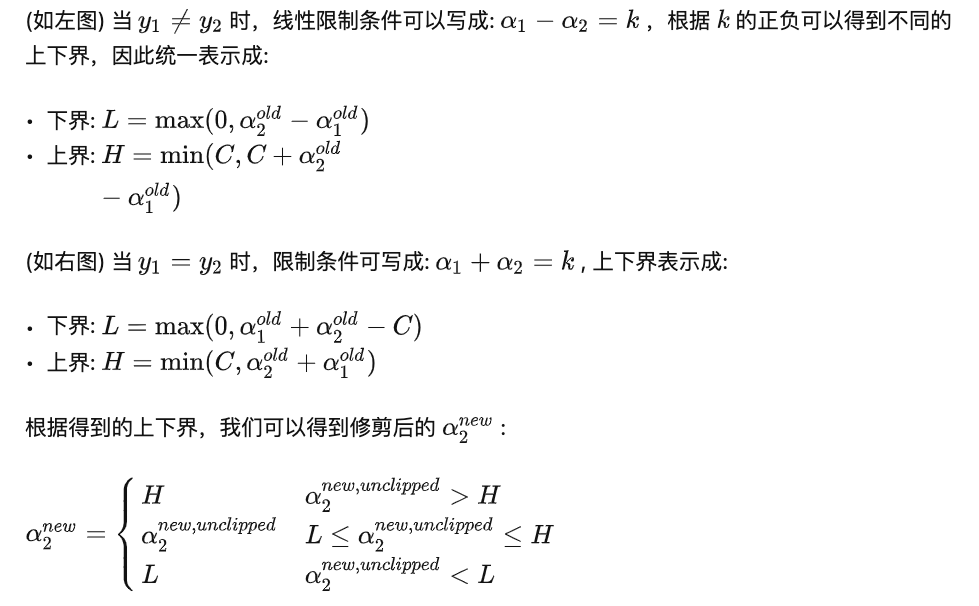 (如左图) 当 $y_1 \neq y_2$ 时，线性限制条件可以写成: $\alpha_1 - \alpha_2 = k$ ，根据 $k$ 的正负可以得到不同的
上下界，因此统一表示成:
· 下界: $L = \max(0, \alpha_2^{old} - \alpha_1^{old})$
· 上界: $H = \min(C, C + \alpha_2^{old}$
$- \alpha_1^{old})$
(如右图) 当 $y_1 = y_2$ 时，限制条件可写成: $\alpha_1 + \alpha_2 = k$ , 上下界表示成:
· 下界: $L = \max(0, \alpha_1^{old} + \alpha_2^{old} - C)$
· 上界: $H = \min(C, \alpha_2^{old} + \alpha_1^{old})$
根据得到的上下界，我们可以得到修剪后的 $\alpha_2^{new}$ :
$\alpha_2^{new} = \begin{cases} H & \alpha_2^{new,unclipped} > H \\ \alpha_2^{new,unclipped} & L \leq \alpha_2^{new,unclipped} \leq H \\ L & \alpha_2^{new,unclipped} < L \end{cases}$